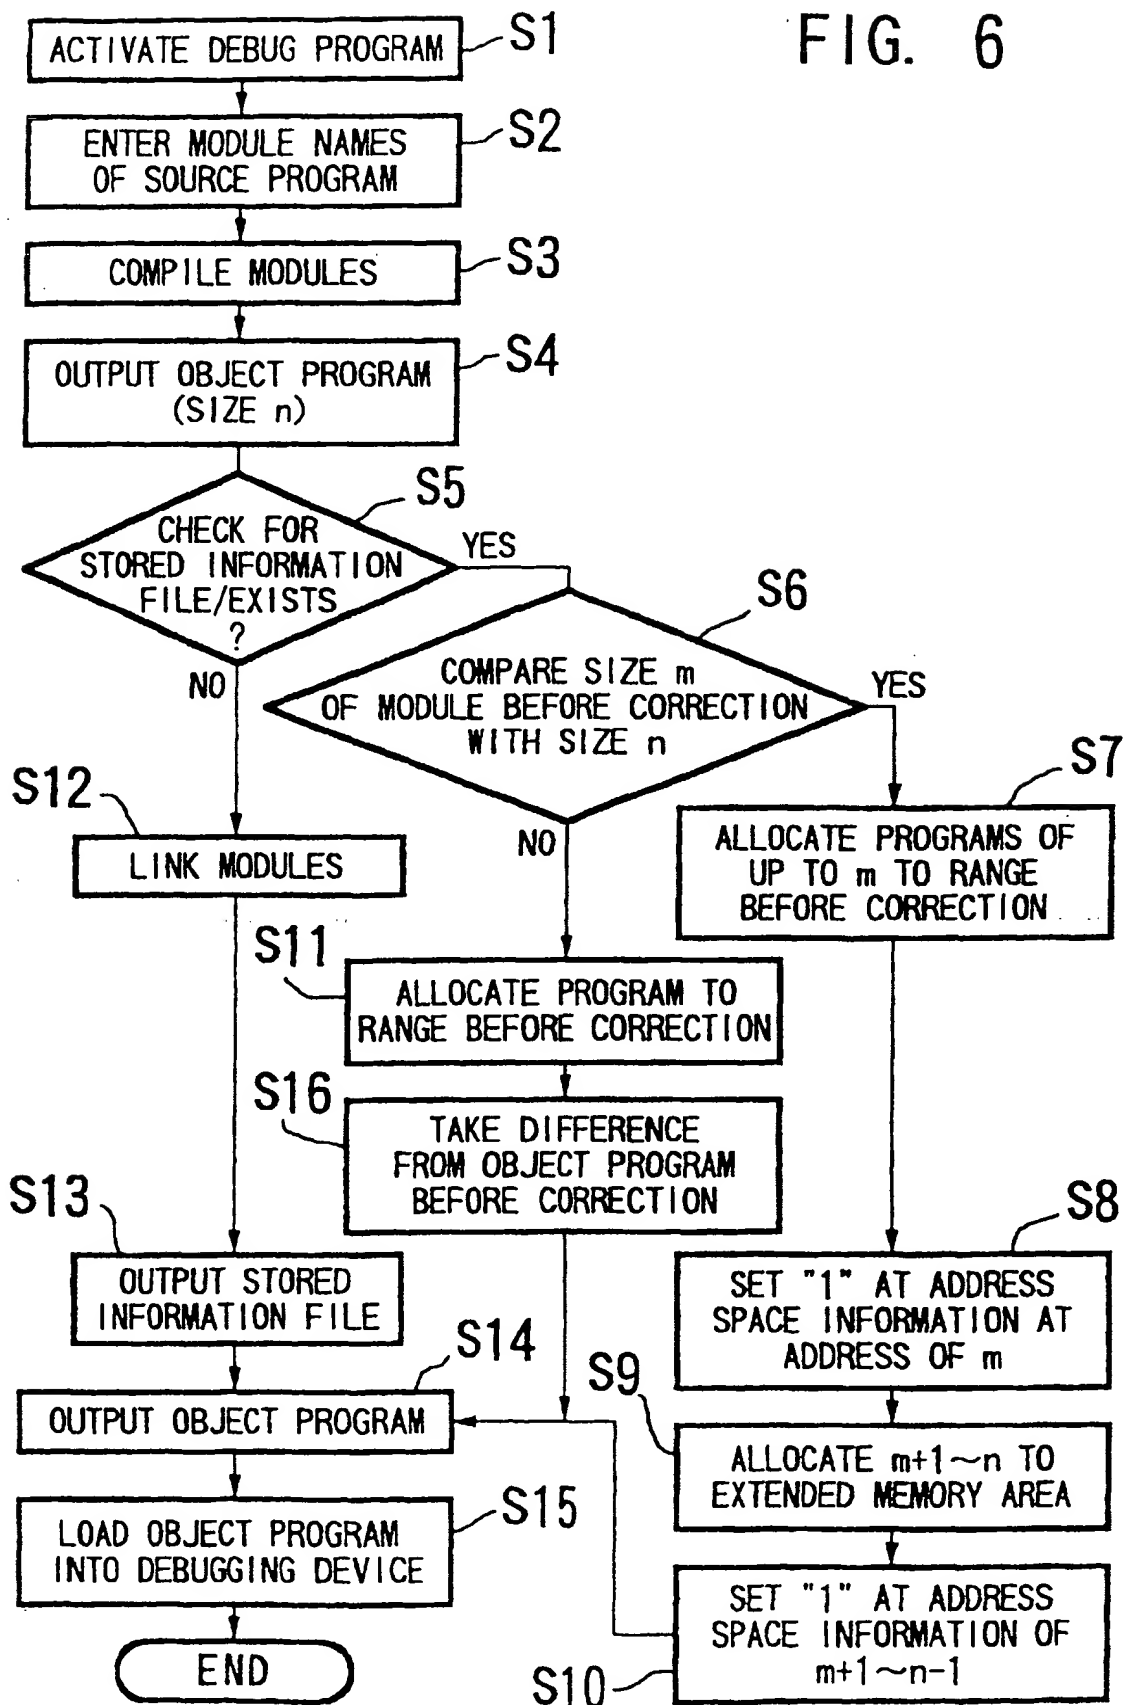 FIG. 6
S1
ACTIVATE DEBUG PROGRAM
S2
ENTER MODULE NAMES
OF SOURCE PROGRAM
S3
COMPILE MODULES
S4
OUTPUT OBJECT PROGRAM
(SIZE n)
S5
CHECK FOR
STORED INFORMATION
FILE/EXISTS
?
YES
NO
S6
COMPARE SIZE m
OF MODULE BEFORE CORRECTION
WITH SIZE n
YES
NO
S7
ALLOCATE PROGRAMS OF
UP TO m TO RANGE
BEFORE CORRECTION
S12
LINK MODULES
S11
ALLOCATE PROGRAM TO
RANGE BEFORE CORRECTION
S16
TAKE DIFFERENCE
FROM OBJECT PROGRAM
BEFORE CORRECTION
S13
OUTPUT STORED
INFORMATION FILE
S8
SET "1" AT ADDRESS
SPACE INFORMATION AT
ADDRESS OF m
S14
OUTPUT OBJECT PROGRAM
S9
ALLOCATE m+1~n TO
EXTENDED MEMORY AREA
S15
LOAD OBJECT PROGRAM
INTO DEBUGGING DEVICE
S10
SET "1" AT ADDRESS
SPACE INFORMATION OF
m+1~n-1
END